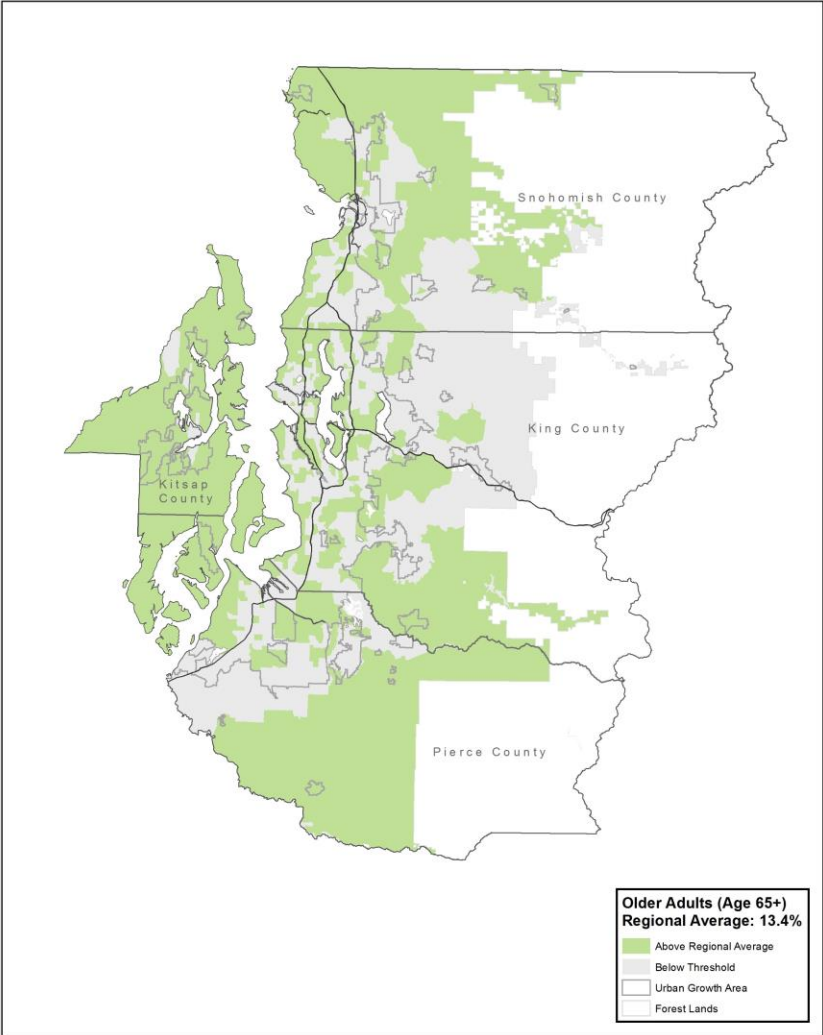 Snohomish County
King County
Kitsap
County
Pierce County
Older Adults (Age 65+)
Regional Average: 13.4%
Above Regional Average
Below Threshold
Urban Growth Area
Forest Lands